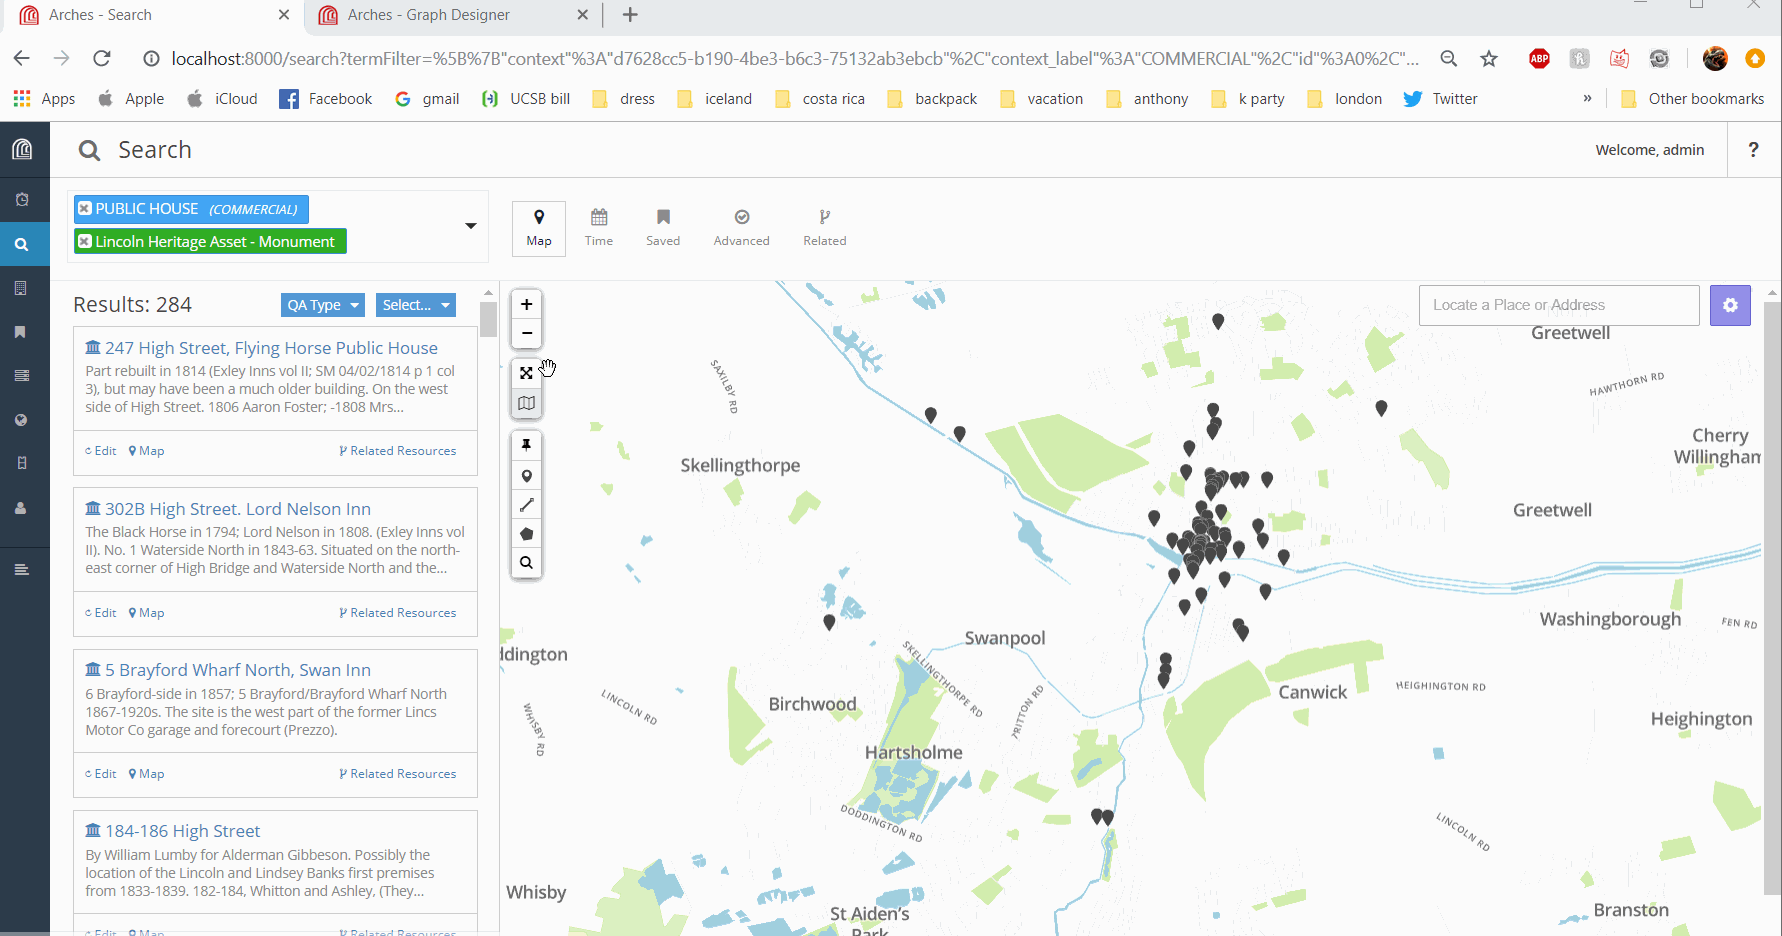 Arches - Search
Arches - Graph Designer
localhost:8000/search?termFilter=%5B%7B"context"%3A"d7628cc5-b190-4be3-b6c3-75132ab3ebcb"%2C"context_label"%3A"COMMERCIAL"%2C"id"%3A0%2C"...
ABP
Apps
Apple
iCloud
Facebook
gmail
UCSB bill
dress
iceland
costa rica
backpack
vacation
anthony
k party
london
Twitter
»
Other bookmarks
Search
Welcome, admin
?
PUBLIC HOUSE (COMMERCIAL)
Lincoln Heritage Asset - Monument
Map
Time
Saved
Advanced
Related
Results: 284
QA Type
Select...
247 High Street, Flying Horse Public House
Part rebuilt in 1814 (Exley Inns vol II; SM 04/02/1814 p 1 col
3), but may have been a much older building. On the west
side of High Street. 1806 Aaron Foster; -1808 Mrs...
Edit
Map
Related Resources
302B High Street. Lord Nelson Inn
The Black Horse in 1794; Lord Nelson in 1808. (Exley Inns vol
II). No. 1 Waterside North in 1843-63. Situated on the north-
east corner of High Bridge and Waterside North and the...
Edit
Map
Related Resources
5 Brayford Wharf North, Swan Inn
6 Brayford-side in 1857; 5 Brayford/Brayford Wharf North
1867-1920s. The site is the west part of the former Lincs
Motor Co garage and forecourt (Prezzo).
Edit
Map
Related Resources
184-186 High Street
By William Lumby for Alderman Gibbeson. Possibly the
location of the Lincoln and Lindsey Banks first premises
from 1833-1839. 182-184, Whitton and Ashley, (They...
Edit
Map
Related Resources
+
−
Locate a Place or Address
Greetwell
HAWTHORN RD
SAXILBY RD
Cherry
Willingham
Skellingthorpe
Greetwell
Washingborough
FEN RD
Swanpool
ddington
SKELLINGTHORPE RD
Canwick
HEIGHINGTON RD
LINCOLN RD
Birchwood
TRITTON RD
WHISBY RD
Heighington
Hartsholme
DODDINGTON RD
LINCOLN RD
Whisby
St Aiden's
Park
Branston